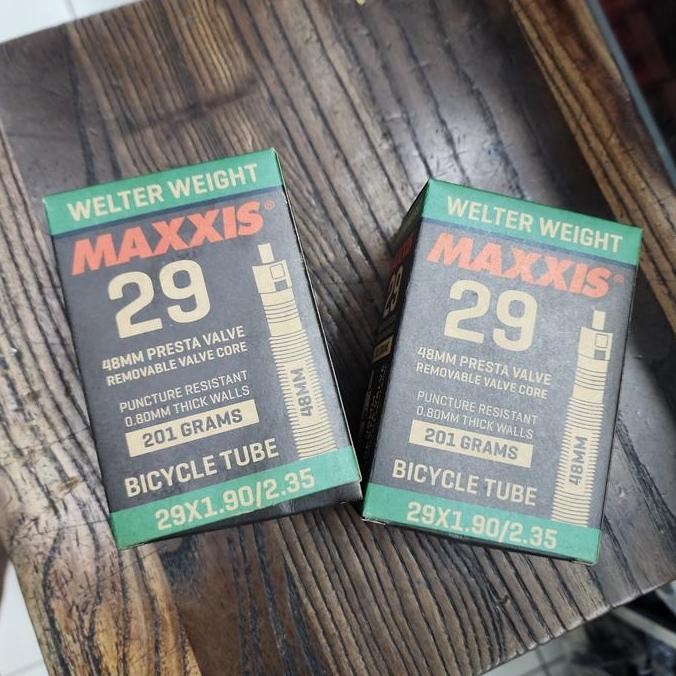 WELTER WEIGHT
MAXXIS®
29
48MM PRESTA VALVE
REMOVABLE VALVE CORE
PUNCTURE RESISTANT
0.80MM THICK WALLS
201 GRAMS
48MM
BICYCLE TUBE
29X1.90/2.35
WELTER WEIGHT
MAXXIS®
29
48MM PRESTA VALVE
REMOVABLE VALVE CORE
PUNCTURE RESISTANT
0.80MM THICK WALLS
201 GRAMS
48MM
BICYCLE TUBE
29X1.90/2.35
29